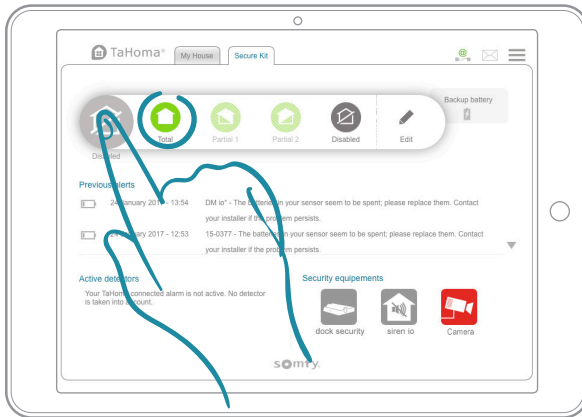 TaHoma®
My House
Secure Kit
Backup battery
Total
Partial 1
Partial 2
Disabled
Edit
Disabled
Previous alerts
24 January 2017 - 13:54
DM io" - The batteries in your sensor seem to be spent; please replace them. Contact
your installer if the problem persists.
24 January 2017 - 12:53
15-0377 - The batteries in your sensor seem to be spent; please replace them. Contact
your installer if the problem persists.
Active detectors
Your TaHoma connected alarm is not active. No detector
is taken into account.
Security equipements
dock security
siren io
Camera
somfy.